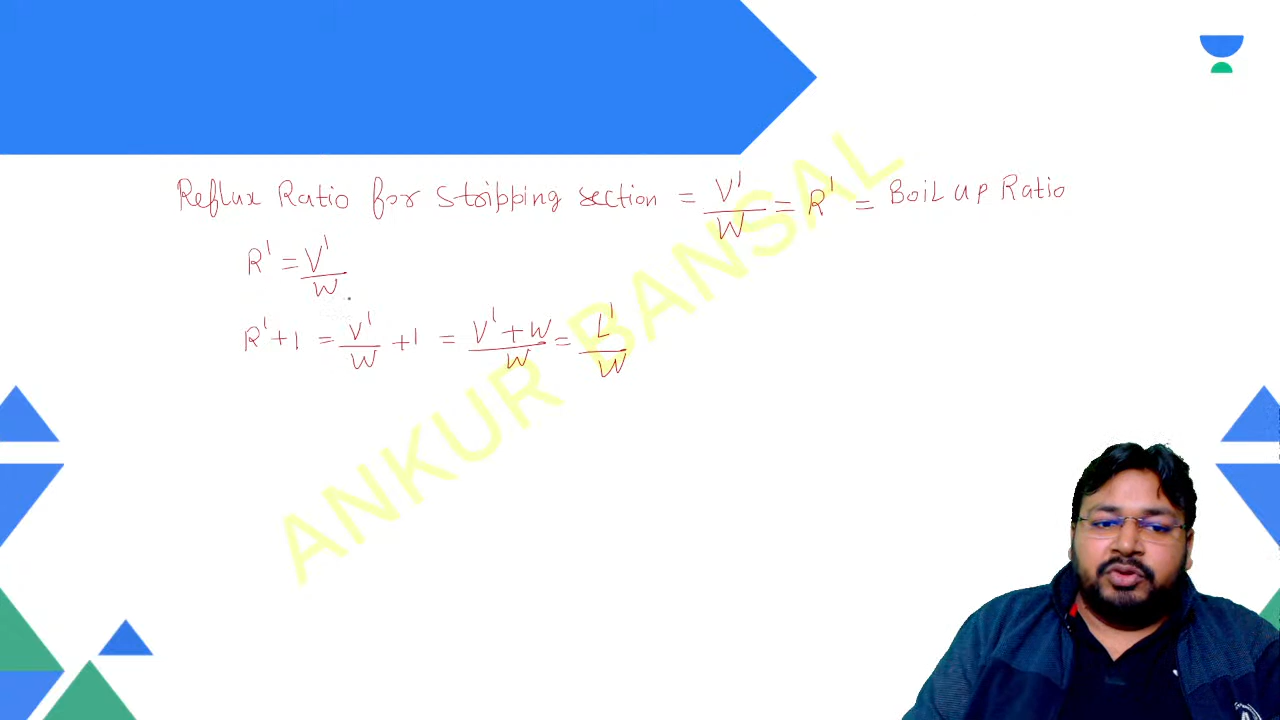 Reflux Ratio for stripping section = V'/W = R' = Boil up Ratio
R' = V'/W
R'+1 = V'/W +1 = V'+W/W = L'/W
ANKUR BANSAL